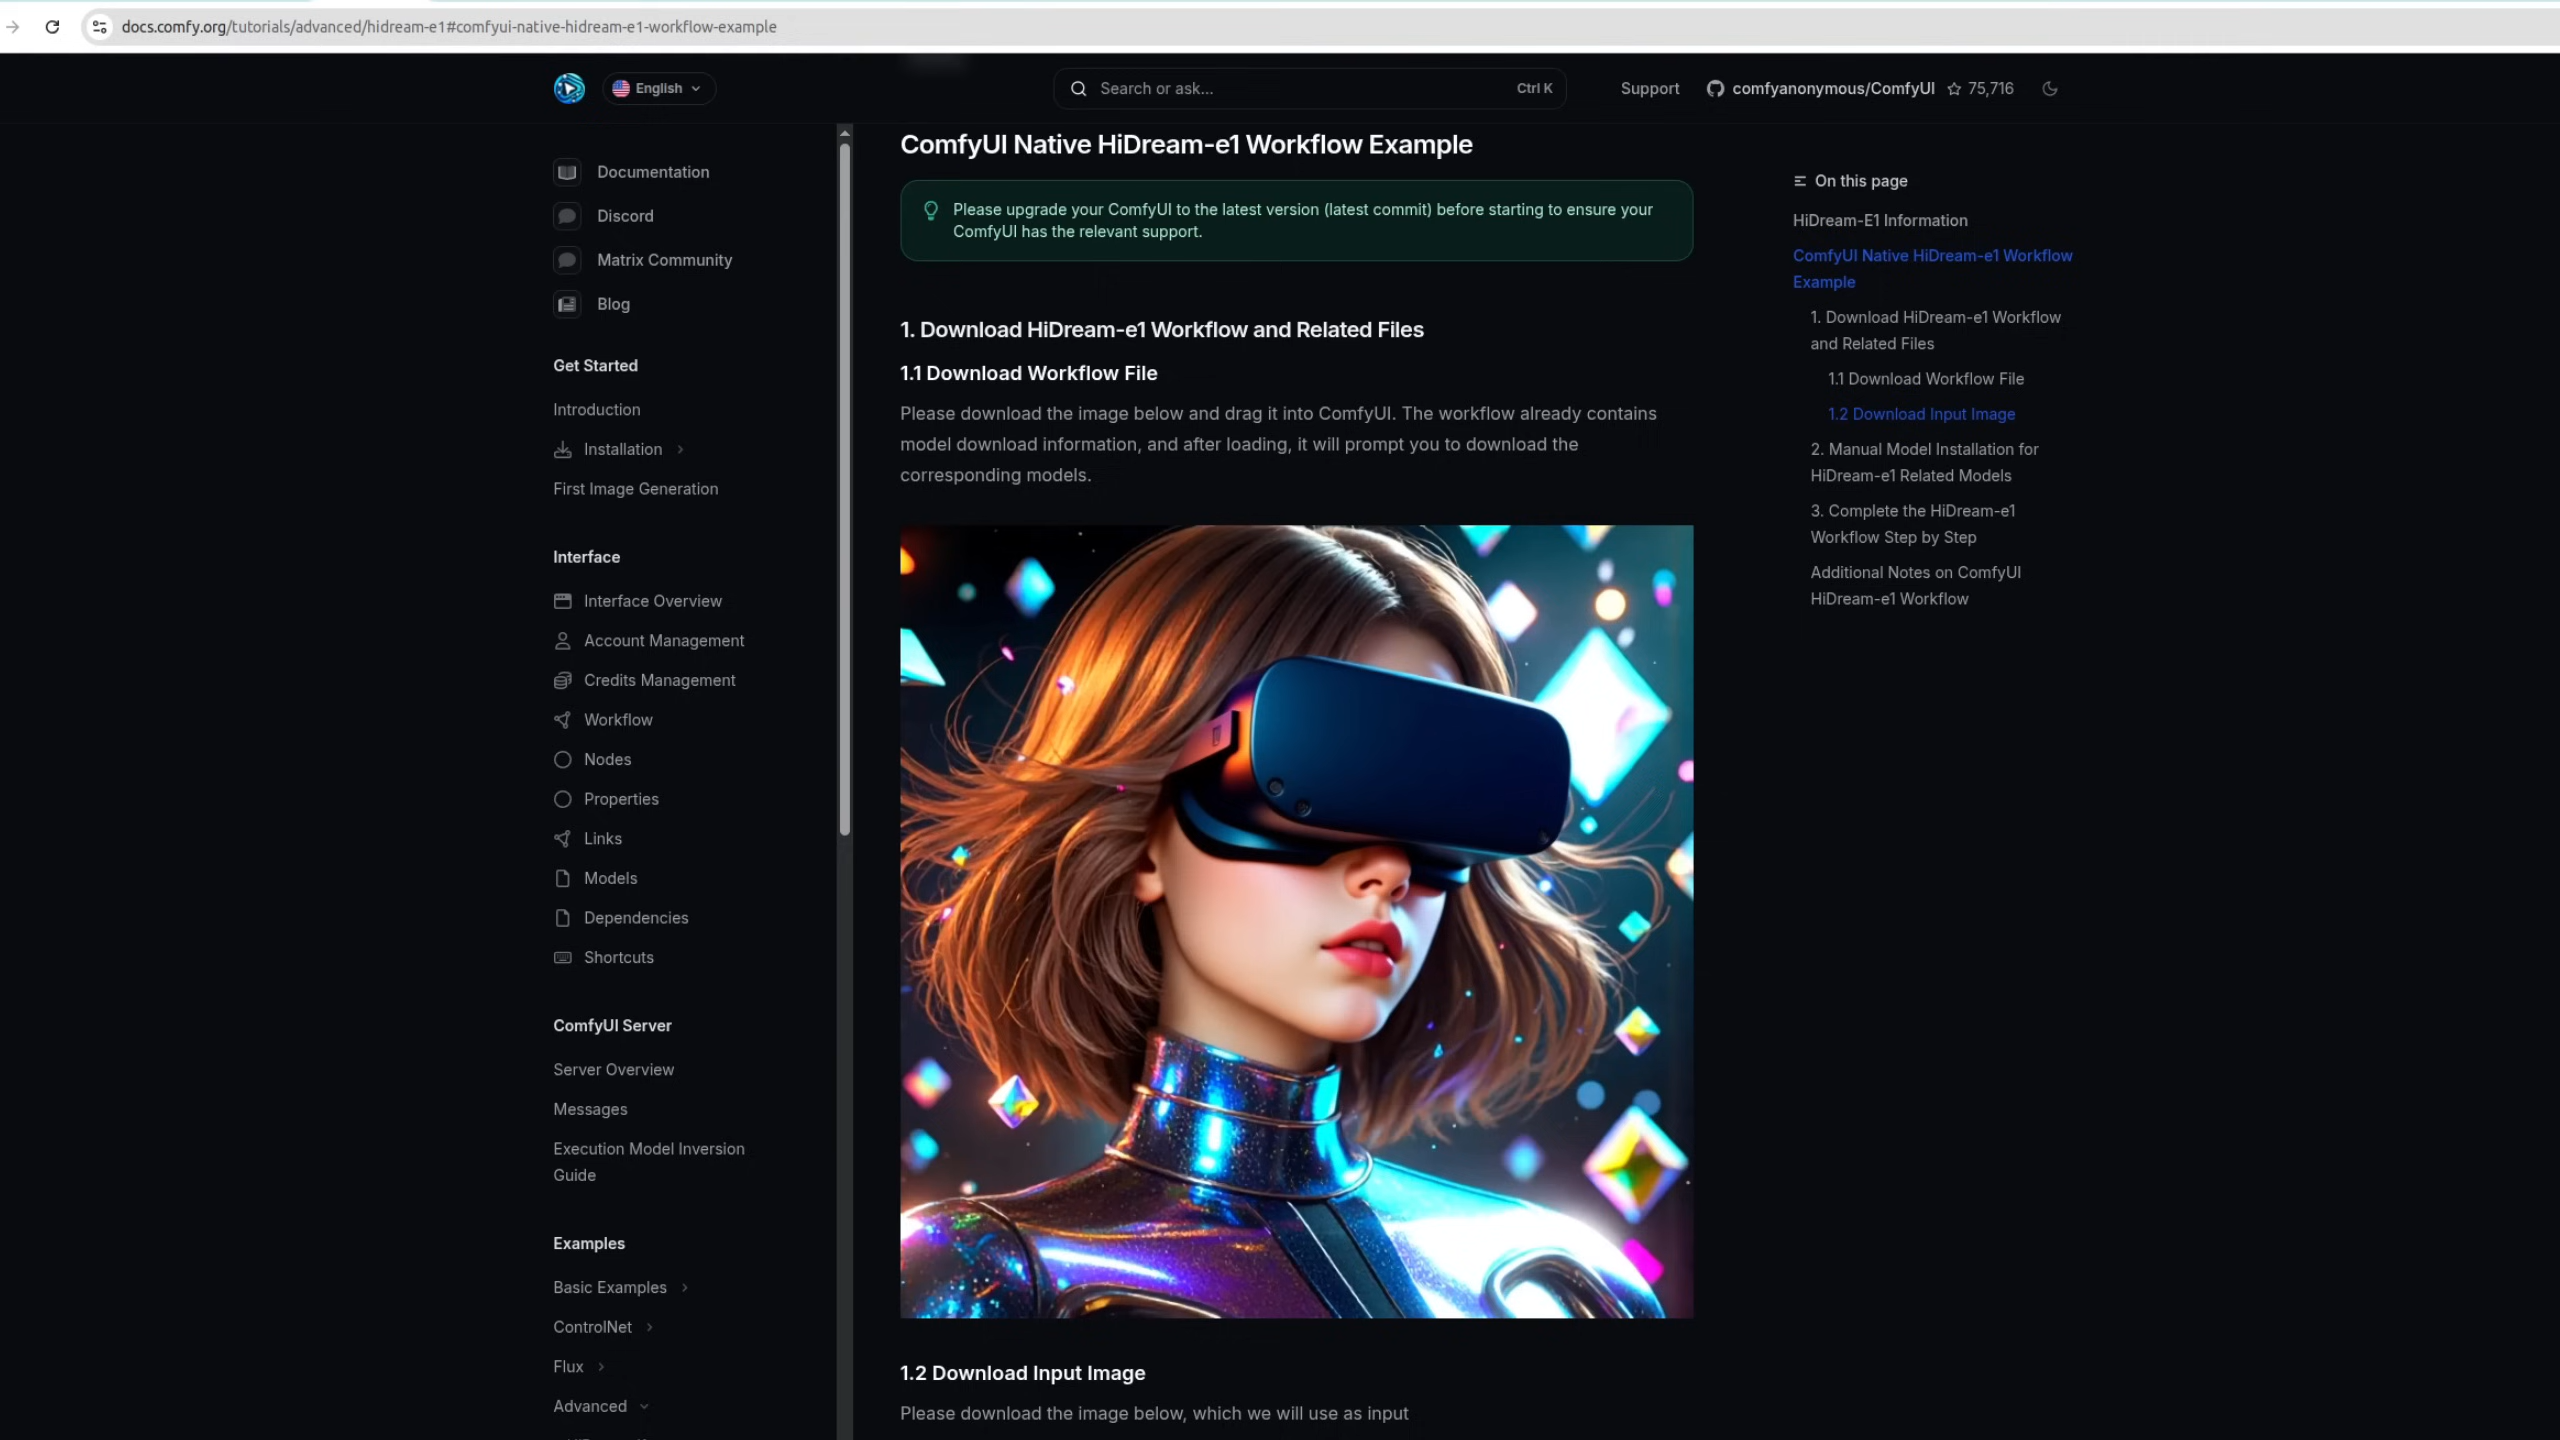 docs.comfy.org/tutorials/advanced/hidream-e1#comfyui-native-hidream-e1-workflow-example
English
Search or ask...
Ctrl K
Support
comfyanonymous/ComfyUI
75,716
Documentation
Discord
Matrix Community
Blog
Get Started
Introduction
Installation
First Image Generation
Interface
Interface Overview
Account Management
Credits Management
Workflow
Nodes
Properties
Links
Models
Dependencies
Shortcuts
ComfyUI Server
Server Overview
Messages
Execution Model Inversion
Guide
Examples
Basic Examples
ControlNet
Flux
Advanced
ComfyUI Native HiDream-e1 Workflow Example
Please upgrade your ComfyUI to the latest version (latest commit) before starting to ensure your
ComfyUI has the relevant support.
1. Download HiDream-e1 Workflow and Related Files
1.1 Download Workflow File
Please download the image below and drag it into ComfyUI. The workflow already contains
model download information, and after loading, it will prompt you to download the
corresponding models.
1.2 Download Input Image
Please download the image below, which we will use as input
On this page
HiDream-E1 Information
ComfyUI Native HiDream-e1 Workflow
Example
1. Download HiDream-e1 Workflow
and Related Files
1.1 Download Workflow File
1.2 Download Input Image
2. Manual Model Installation for
HiDream-e1 Related Models
3. Complete the HiDream-e1
Workflow Step by Step
Additional Notes on ComfyUI
HiDream-e1 Workflow